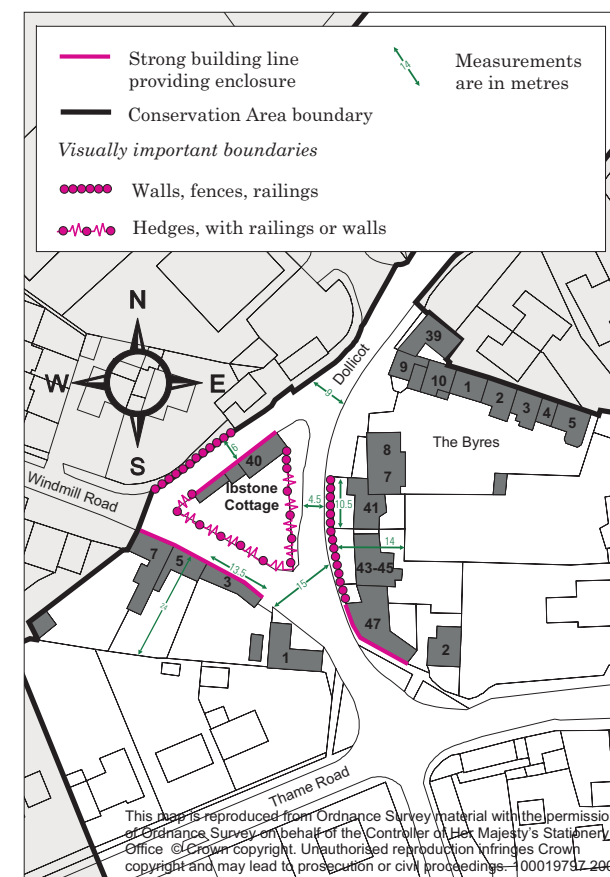 Strong building line
providing enclosure
14
Measurements
are in metres
Conservation Area boundary
Visually important boundaries
Walls, fences, railings
Hedges, with railings or walls
N
W
E
S
Dollicot
39
9
9
10
1
2
3
4
5
The Byres
8
7
6
40
Ibstone
Cottage
Windmill Road
4.5
10.5
41
14
43-45
7
5
13.5
3
15
24
47
2
1
Thame Road
This map is reproduced from Ordnance Survey material with the permissio
of Ordnance Survey on behalf of the Controller of Her Majesty's Stationery
Office © Crown copyright. Unauthorised reproduction infringes Crown
copyright and may lead to prosecution or civil proceedings. 100019797 200